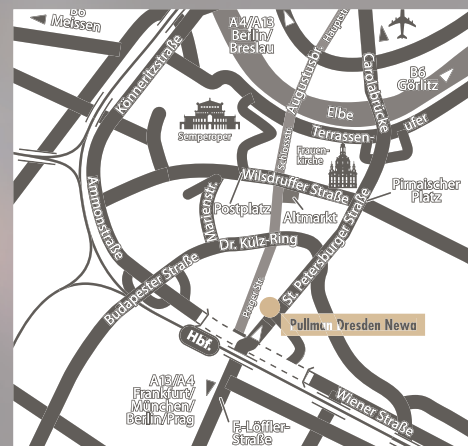 B6
Meissen
A4/A13
Berlin/
Breslau
Hauptst
Augustusbr.
Carolabrücke
B6
Görlitz
Könneritzstraße
Elbe
Terrassen-
ufer
Semperoper
Schlossstr.
Frauen-
kirche
Wilsdruffer Straße
Pirnaischer
Platz
Ammonstraße
Marienstr.
Postplatz
Altmarkt
Dr. Külz-Ring
St. Petersburger Straße
Budapester Straße
Prager Str.
Pullman Dresden Newa
Hbf.
A13/A4
Frankfurt/
München/
Berlin/Prag
F.-Löffler-
Straße
Wiener Straße